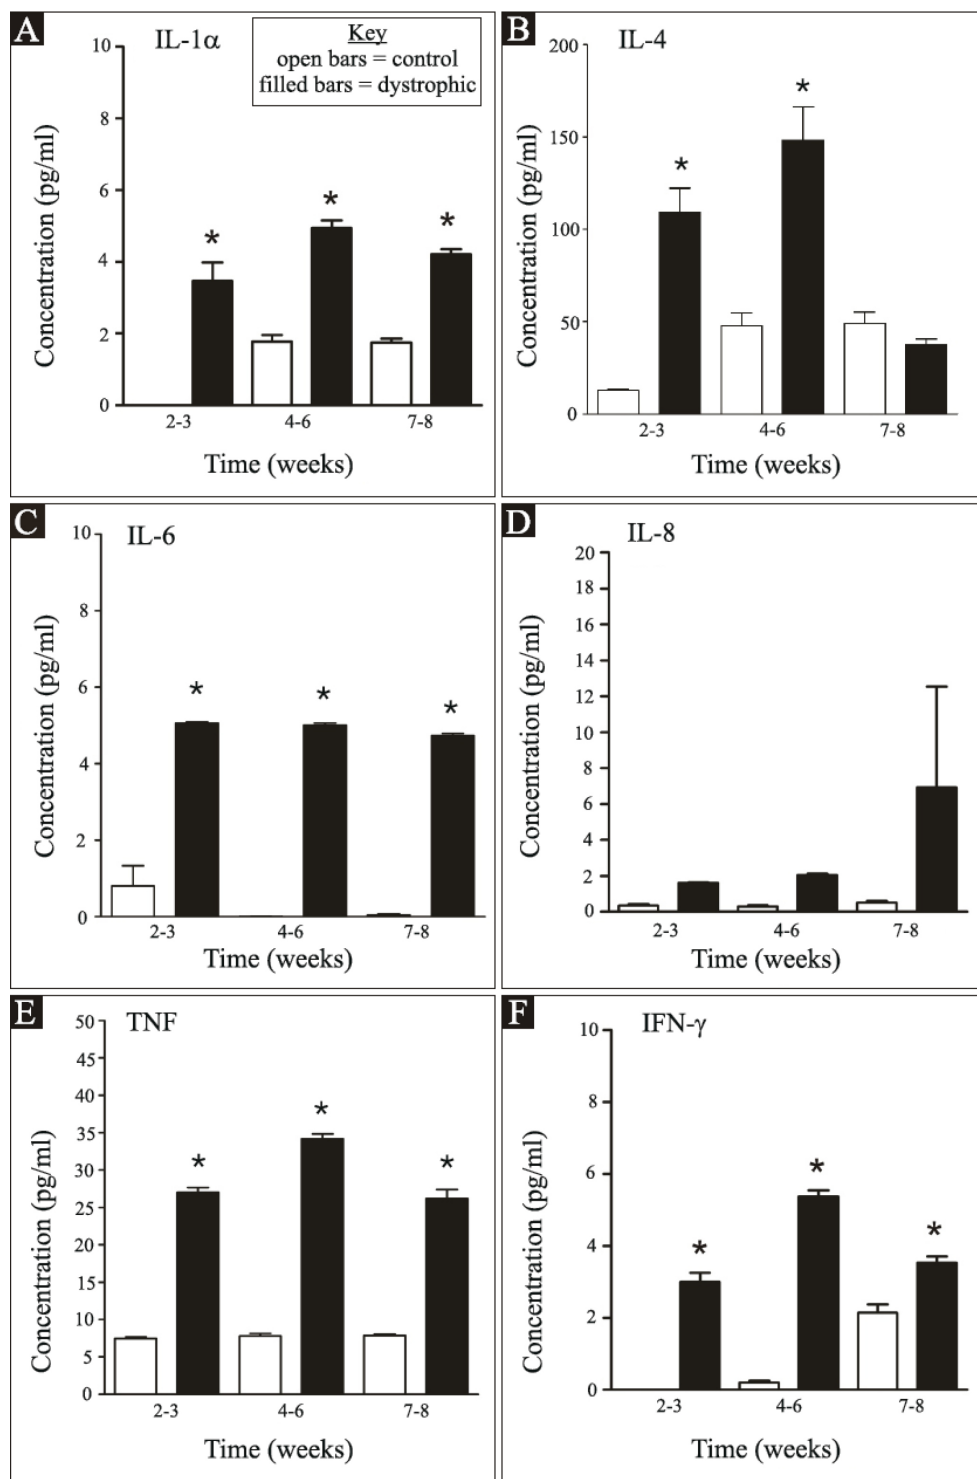 A
IL-1α
Key
open bars = control
filled bars = dystrophic
Concentration (pg/ml)
10
8
6
4
2
0
*
*
*
2-3
4-6
7-8
Time (weeks)
B
IL-4
Concentration (pg/ml)
200
150
100
50
0
*
*
2-3
4-6
7-8
Time (weeks)
C
IL-6
Concentration (pg/ml)
10
8
6
4
2
0
*
*
*
2-3
4-6
7-8
Time (weeks)
D
IL-8
Concentration (pg/ml)
20
18
16
14
12
10
8
6
4
2
0
2-3
4-6
7-8
Time (weeks)
E
TNF
Concentration (pg/ml)
50
45
40
35
30
25
20
15
10
5
0
*
*
*
2-3
4-6
7-8
Time (weeks)
F
IFN-γ
Concentration (pg/ml)
10
8
6
4
2
0
*
*
*
2-3
4-6
7-8
Time (weeks)